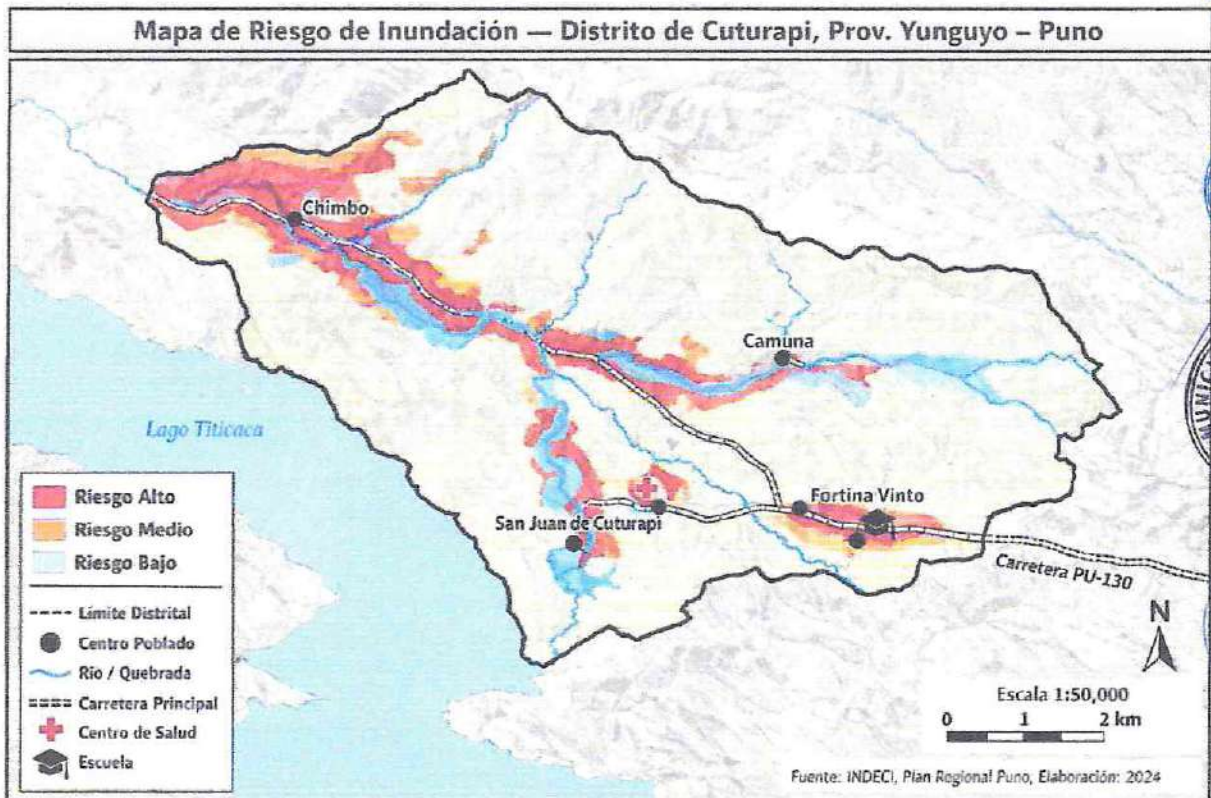 Mapa de Riesgo de Inundación — Distrito de Cuturapi, Prov. Yunguyo – Puno
Chimbo
Camuna
Lago Titicaca
Fortina Vinto
San Juan de Cuturapi
Carretera PU-130
Riesgo Alto
Riesgo Medio
Riesgo Bajo
Límite Distrital
Centro Poblado
Río / Quebrada
Carretera Principal
Centro de Salud
Escuela
N
Escala 1:50,000
0 1 2 km
Fuente: INDECI, Plan Regional Puno, Elaboración: 2024
MUNIC